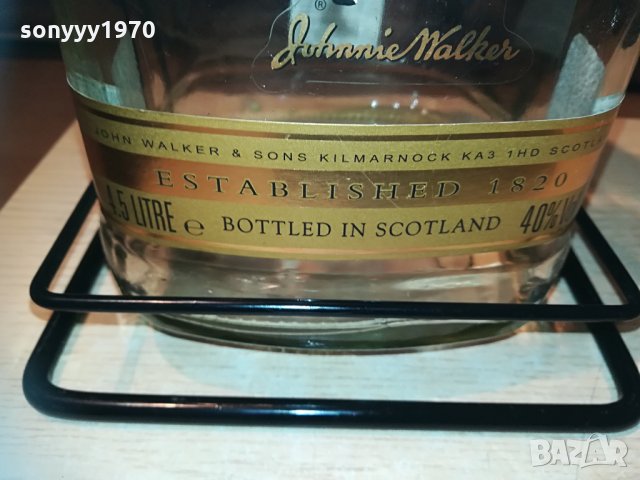 sonyyy1970
®
Johnnie Walker
JOHN WALKER & SONS KILMARNOCK KA3 1HD SCOTL
ESTABLISHED 1820
4.5 LITRE e BOTTLED IN SCOTLAND 40%
BAZAR